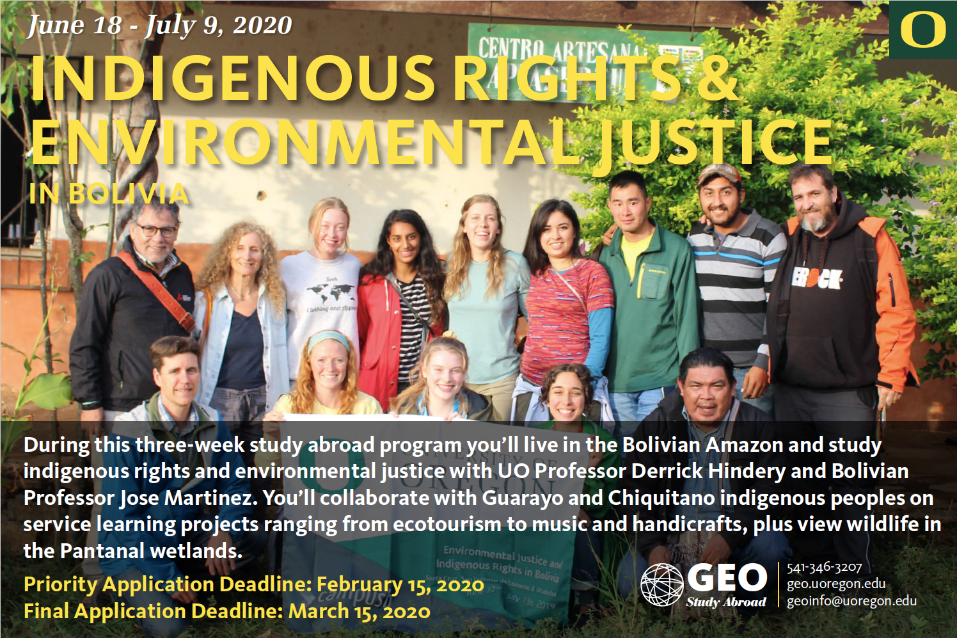 June 18 - July 9, 2020
CENTRO ARTESANAL
INDIGENOUS RIGHTS &
ENVIRONMENTAL JUSTICE
IN BOLIVIA
During this three-week study abroad program you’ll live in the Bolivian Amazon and study
indigenous rights and environmental justice with UO Professor Derrick Hindery and Bolivian
Professor Jose Martinez. You’ll collaborate with Guarayo and Chiquitano indigenous peoples on
service learning projects ranging from ecotourism to music and handicrafts, plus view wildlife in
the Pantanal wetlands.
UNIVERSITY OF
OREGON
Environmental Justice and
Indigenous Rights in Bolivia
Priority Application Deadline: February 15, 2020
Final Application Deadline: March 15, 2020
GEO
Study Abroad
541-346-3207
geo.uoregon.edu
geoinfo@uoregon.edu